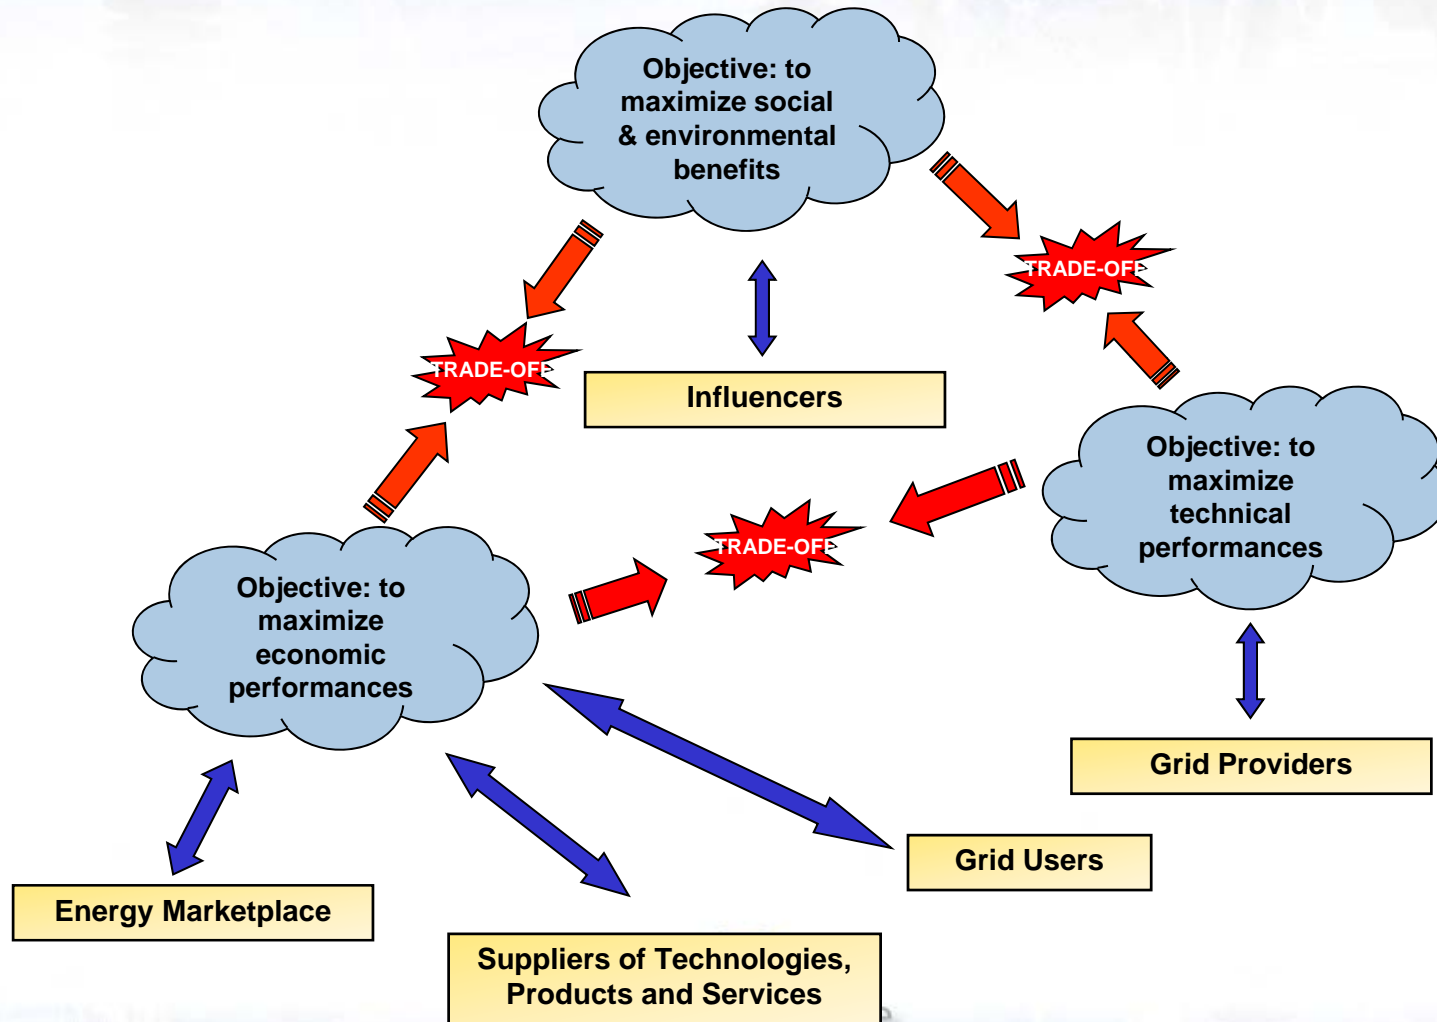 Objective: to
maximize social
& environmental
benefits
TRADE-OFF
TRADE-OFF
Influencers
Objective: to
maximize
technical
performances
TRADE-OFF
Objective: to
maximize
economic
performances
Grid Providers
Grid Users
Energy Marketplace
Suppliers of Technologies,
Products and Services